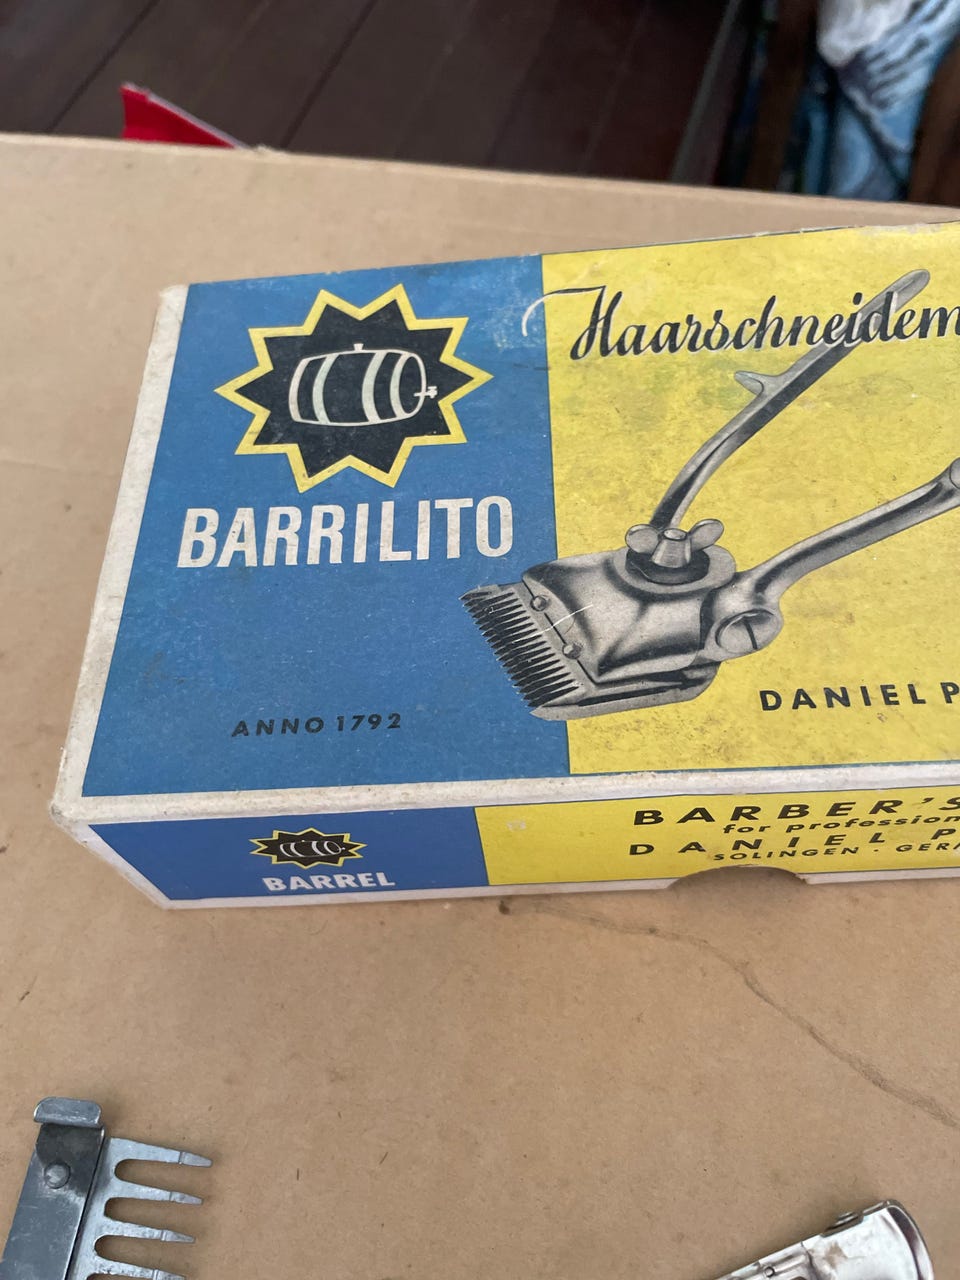 Haarschneidem
BARRILITO
ANNO 1792
DANIEL P
BARBER'S
for Profession
DANIEL P
SOLINGEN · GER
BARREL